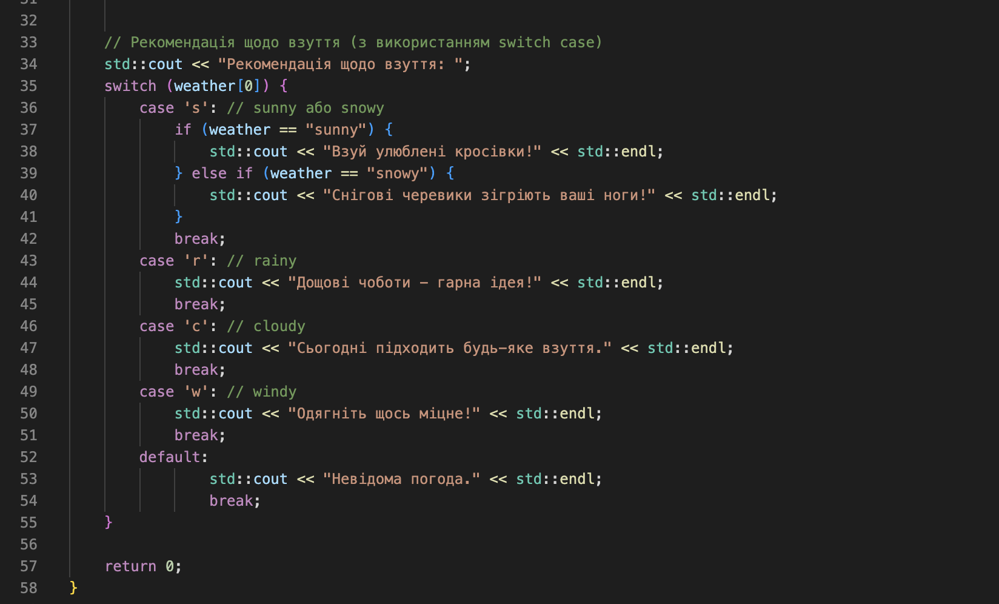 31
32
33 // Рекомендація щодо взуття (з використанням switch case)
34 std::cout << "Рекомендація щодо взуття: ";
35 switch (weather[0]) {
36 case 's': // sunny або snowy
37 if (weather == "sunny") {
38 std::cout << "Взуй улюблені кросівки!" << std::endl;
39 } else if (weather == "snowy") {
40 std::cout << "Снігові черевики зігріють ваші ноги!" << std::endl;
41 }
42 break;
43 case 'r': // rainy
44 std::cout << "Дощові чоботи – гарна ідея!" << std::endl;
45 break;
46 case 'c': // cloudy
47 std::cout << "Сьогодні підходить будь-яке взуття." << std::endl;
48 break;
49 case 'w': // windy
50 std::cout << "Одягніть щось міцне!" << std::endl;
51 break;
52 default:
53 std::cout << "Невідома погода." << std::endl;
54 break;
55 }
56
57 return 0;
58 }